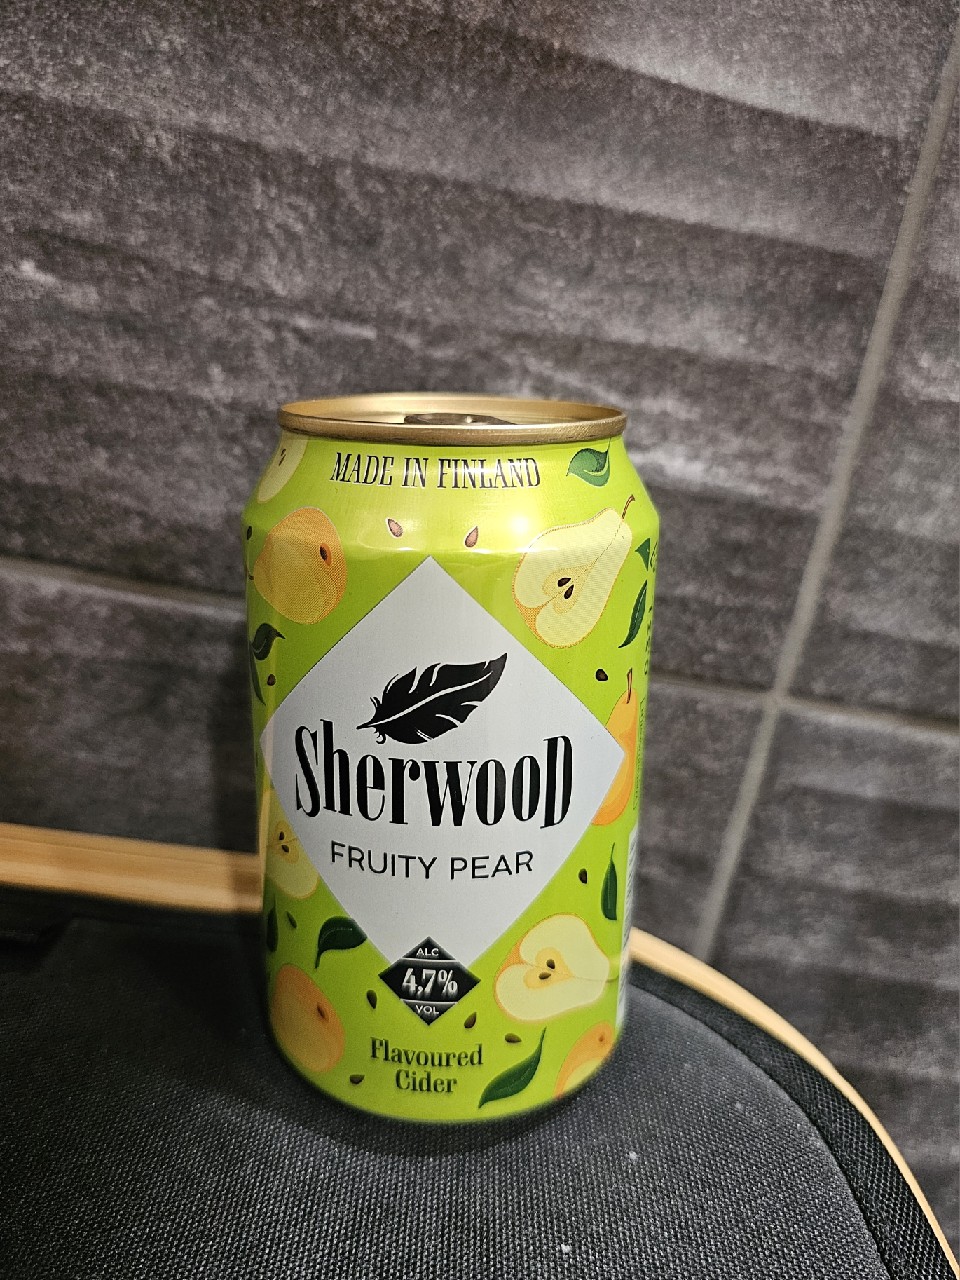 MADE IN FINLAND
SherwooD
FRUITY PEAR
ALC
4,7%
VOL
Flavoured
Cider